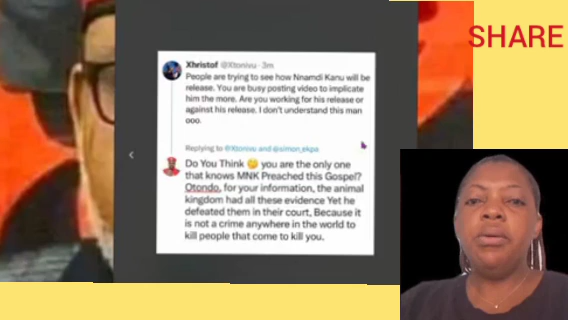 SHARE
Xhristof @Xtonivu · 3m
People are trying to see how Nnamdi Kanu will be
release. You are busy posting video to implicate
him the more. Are you working for his release or
against his release. I don't understand this man
ooo.
Replying to @Xtonivu and @simon_ekpa
Do You Think 😳 you are the only one
that knows MNK Preached this Gospel?
Otondo, for your information, the animal
kingdom had all these evidence Yet he
defeated them in their court, Because it
is not a crime anywhere in the world to
kill people that come to kill you.